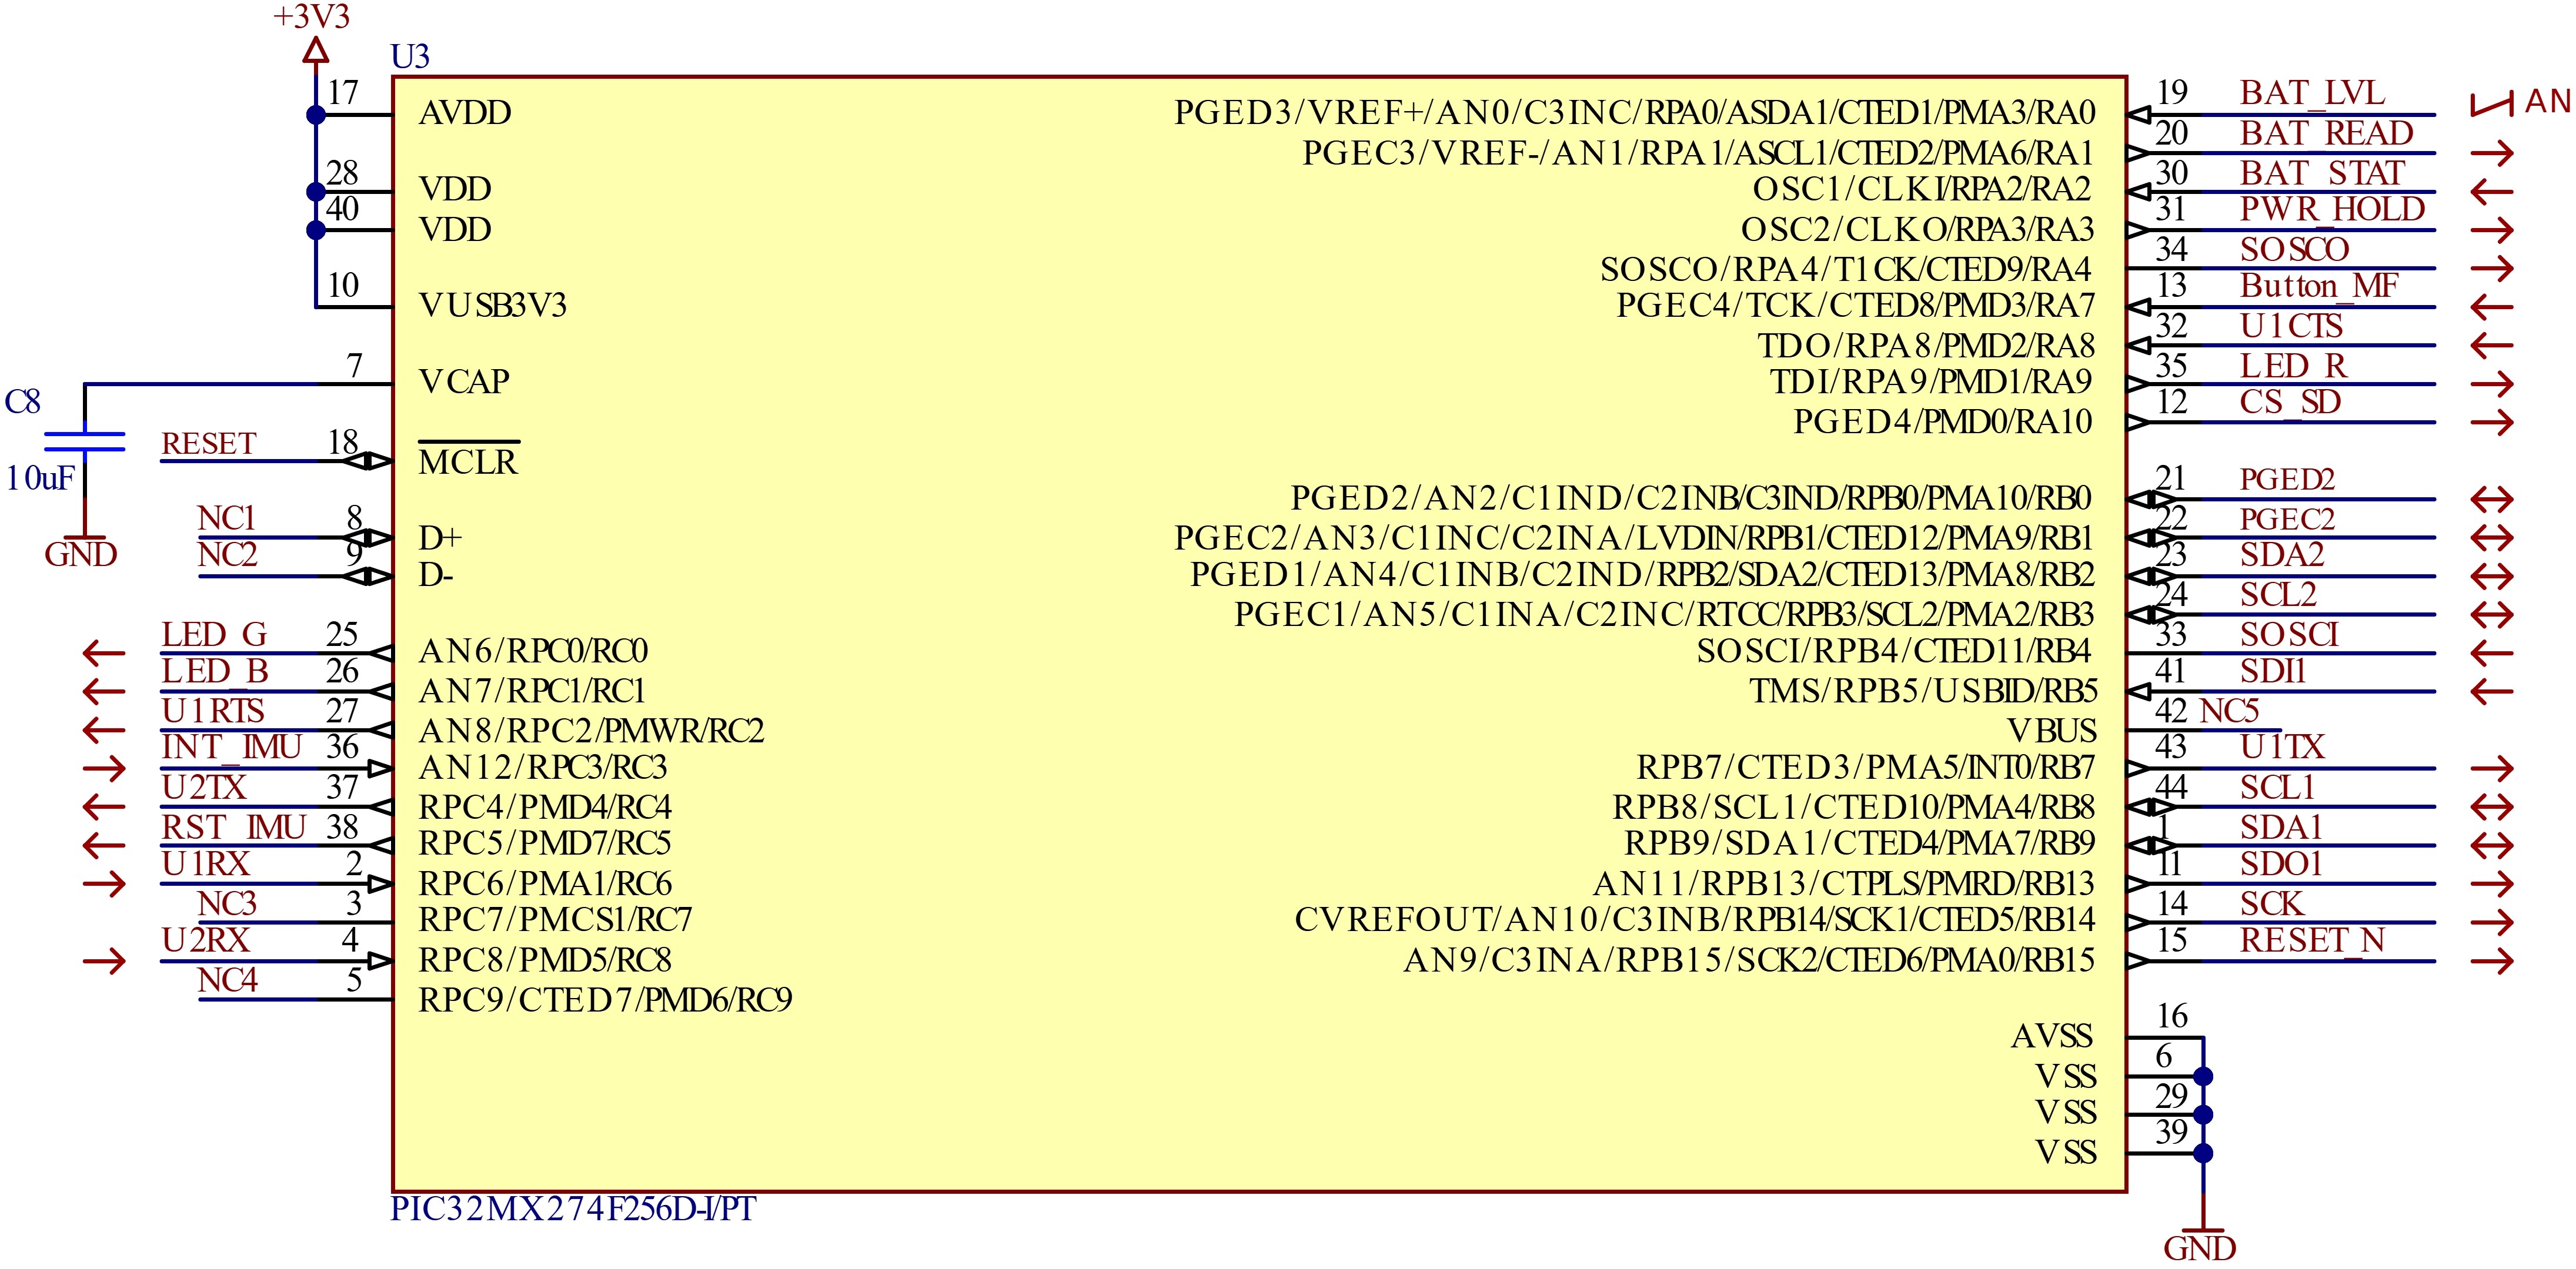 +3V3
U3
17 AVDD
28 VDD
40 VDD
10 VUSB3V3
7 VCAP
C8
10uF
GND
RESET 18 MCLR
NC1 8 D+
NC2 9 D-
LED_G 25 AN6/RPC0/RC0
LED_B 26 AN7/RPC1/RC1
U1RTS 27 AN8/RPC2/PMWR/RC2
INT_IMU 36 AN12/RPC3/RC3
U2TX 37 RPC4/PMD4/RC4
RST_IMU 38 RPC5/PMD7/RC5
U1RX 2 RPC6/PMA1/RC6
NC3 3 RPC7/PMCS1/RC7
U2RX 4 RPC8/PMD5/RC8
NC4 5 RPC9/CTED7/PMD6/RC9
PGED3/VREF+/AN0/C3INC/RPA0/ASDA1/CTED1/PMA3/RA0 19 BAT_LVL AN
PGEC3/VREF-/AN1/RPA1/ASCL1/CTED2/PMA6/RA1 20 BAT_READ
OSC1/CLKI/RPA2/RA2 30 BAT_STAT
OSC2/CLKO/RPA3/RA3 31 PWR_HOLD
SOSCO/RPA4/T1CK/CTED9/RA4 34 SOSCO
PGEC4/TCK/CTED8/PMD3/RA7 13 Button_MF
TDO/RPA8/PMD2/RA8 32 U1CTS
TDI/RPA9/PMD1/RA9 35 LED_R
PGED4/PMD0/RA10 12 CS_SD
PGED2/AN2/C1IND/C2INB/C3IND/RPB0/PMA10/RB0 21 PGED2
PGEC2/AN3/C1INC/C2INA/LVDIN/RPB1/CTED12/PMA9/RB1 22 PGEC2
PGED1/AN4/C1INB/C2IND/RPB2/SDA2/CTED13/PMA8/RB2 23 SDA2
PGEC1/AN5/C1INA/C2INC/RTCC/RPB3/SCL2/PMA2/RB3 24 SCL2
SOSCI/RPB4/CTED11/RB4 33 SOSCI
TMS/RPB5/USBID/RB5 41 SDI1
VBUS 42 NC5
RPB7/CTED3/PMA5/INT0/RB7 43 U1TX
RPB8/SCL1/CTED10/PMA4/RB8 44 SCL1
RPB9/SDA1/CTED4/PMA7/RB9 1 SDA1
AN11/RPB13/CTPLS/PMRD/RB13 11 SDO1
CVREFOUT/AN10/C3INB/RPB14/SCK1/CTED5/RB14 14 SCK
AN9/C3INA/RPB15/SCK2/CTED6/PMA0/RB15 15 RESET_N
AVSS 16
VSS 6
VSS 29
VSS 39
GND
PIC32MX274F256D-I/PT